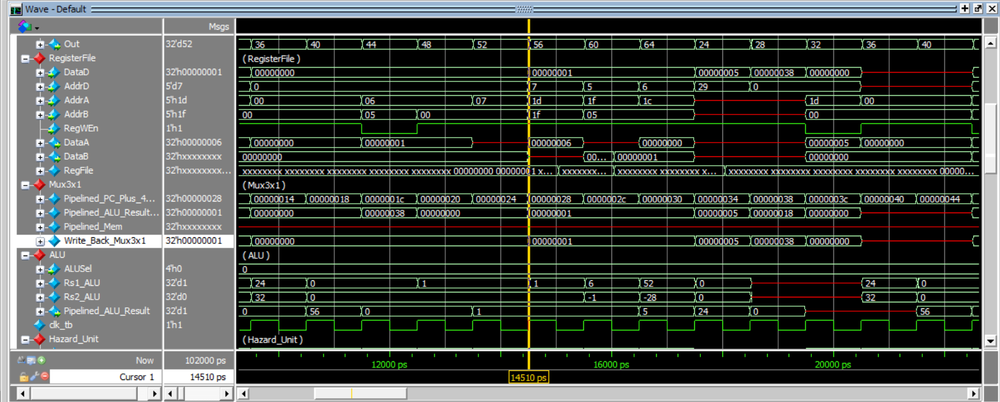 Wave - Default
Msgs
Out 32'd52 36 40 44 48 52 56 60 64 24 28 32 36 40
RegisterFile (RegisterFile)
DataD 32'h00000001 00000000 00000001 00000005 00000038 00000000
AddrD 5'd7 0 7 5 6 29 0
AddrA 5'h1d 00 06 07 1d 1f 1c 1d 00
AddrB 5'h1f 00 05 00 1f 05 00
RegWEn 1'h1
DataA 32'h00000006 00000000 00000001 00000006 00000000 00000005 00000000
DataB 32'hxxxxxxxx 00000000 00... 00000001 00000000
RegFile 32'hxxxxxxxx... xxxxxxxx xxxxxxxx xxxxxxxx xxxxxxxx xxxxxxxx 00000000 00000001 x... xxxxxxx... xxxxxxxx xxxxxxxx x... xxxxxxxx xxxxxxxx xxxxxxxx xxxxxxxx xxxxxxxx 00000...
Mux3x1 (Mux3x1)
Pipelined_PC_Plus_4... 32'h00000028 00000014 00000018 0000001c 00000020 00000024 00000028 0000002c 00000030 00000034 00000038 0000003c 00000040 00000044
Pipelined_ALU_Result... 32'h00000001 00000000 00000038 00000000 00000001 00000005 00000018 00000000
Pipelined_Mem 32'hxxxxxxxx
Write_Back_Mux3x1 32'h00000001 00000000 00000001 00000005 00000038 00000000
ALU (ALU)
ALUSel 4'h0 0
Rs1_ALU 32'd1 24 0 1 1 6 52 0 24 0
Rs2_ALU 32'd0 32 0 -1 -28 0 32 0
Pipelined_ALU_Result 32'd1 0 56 0 1 5 24 0 56
clk_tb 1'h1
Hazard_Unit (Hazard_Unit)
Now 102000 ps 12000 ps 16000 ps 20000 ps
Cursor 1 14510 ps 14510 ps